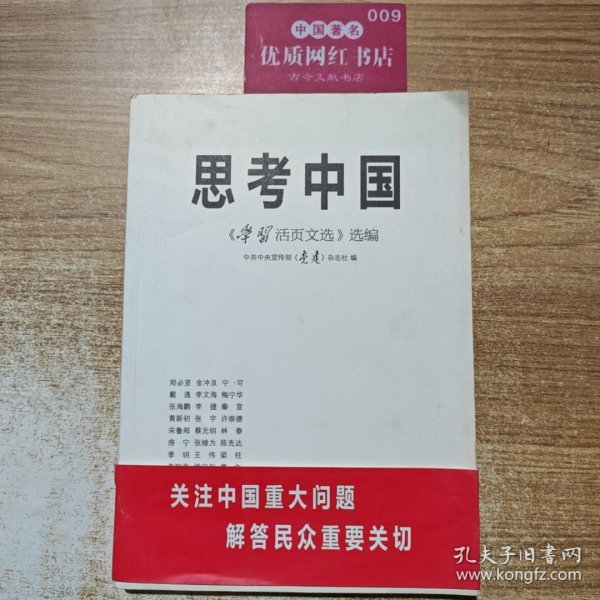 009
中国著名
优质网红书店
古今文献书店
思考中国
《学習活页文选》选编
中共中央宣传部《党建》杂志社 编
郑必坚 金冲及 宁 可
戴 逸 李文海 梅宁华
张海鹏 李 捷 秦 宣
黄新初 张 宇 许崇德
宋鲁郑 蔡元明 林 泰
房 宁 张维为 陈先达
季 明 王 伟 梁 柱
关注中国重大问题
解答民众重要关切
孔夫子旧书网
www.kongfz.com